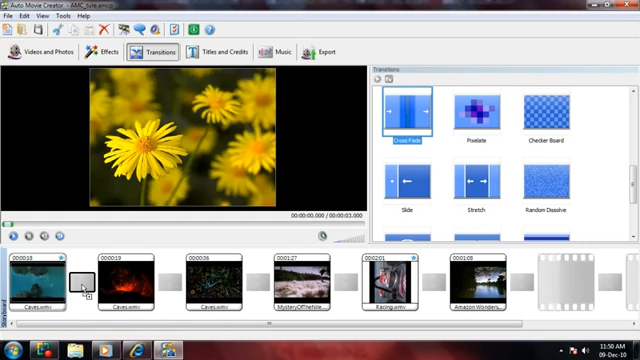 Auto Movie Creator - AMC_tute.amcp
File Edit View Tools Help
Videos and Photos Effects Transitions Titles and Credits Music Export
Transitions
Cross Fade Pixelate Checker Board
Slide Stretch Random Dissolve
00:00:00.000 / 00:00:03.000
00:00:18 00:00:19 00:00:36 00:01:27 00:02:01 00:01:08
Storyboard
Caves.wmv Caves.wmv Caves.wmv MysteryOfTheNile... Racing.wmv Amazon Wonders...
11:50 AM
09-Dec-10